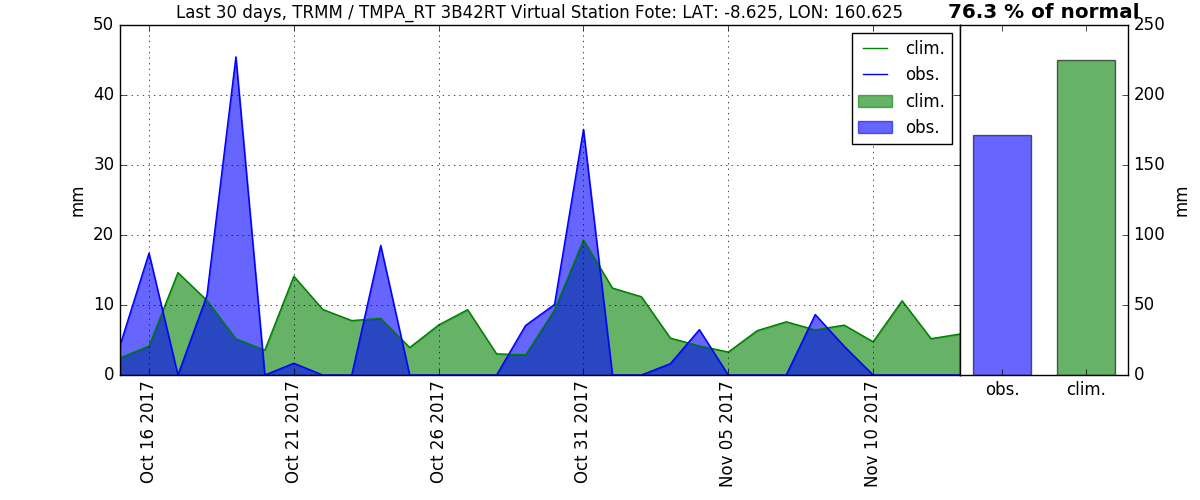 Last 30 days, TRMM / TMPA_RT 3B42RT Virtual Station Fote: LAT: -8.625, LON: 160.625
76.3 % of normal
50
40
30
20
10
0
mm
clim.
obs.
clim.
obs.
250
200
150
100
50
0
mm
Oct 16 2017
Oct 21 2017
Oct 26 2017
Oct 31 2017
Nov 05 2017
Nov 10 2017
obs.
clim.